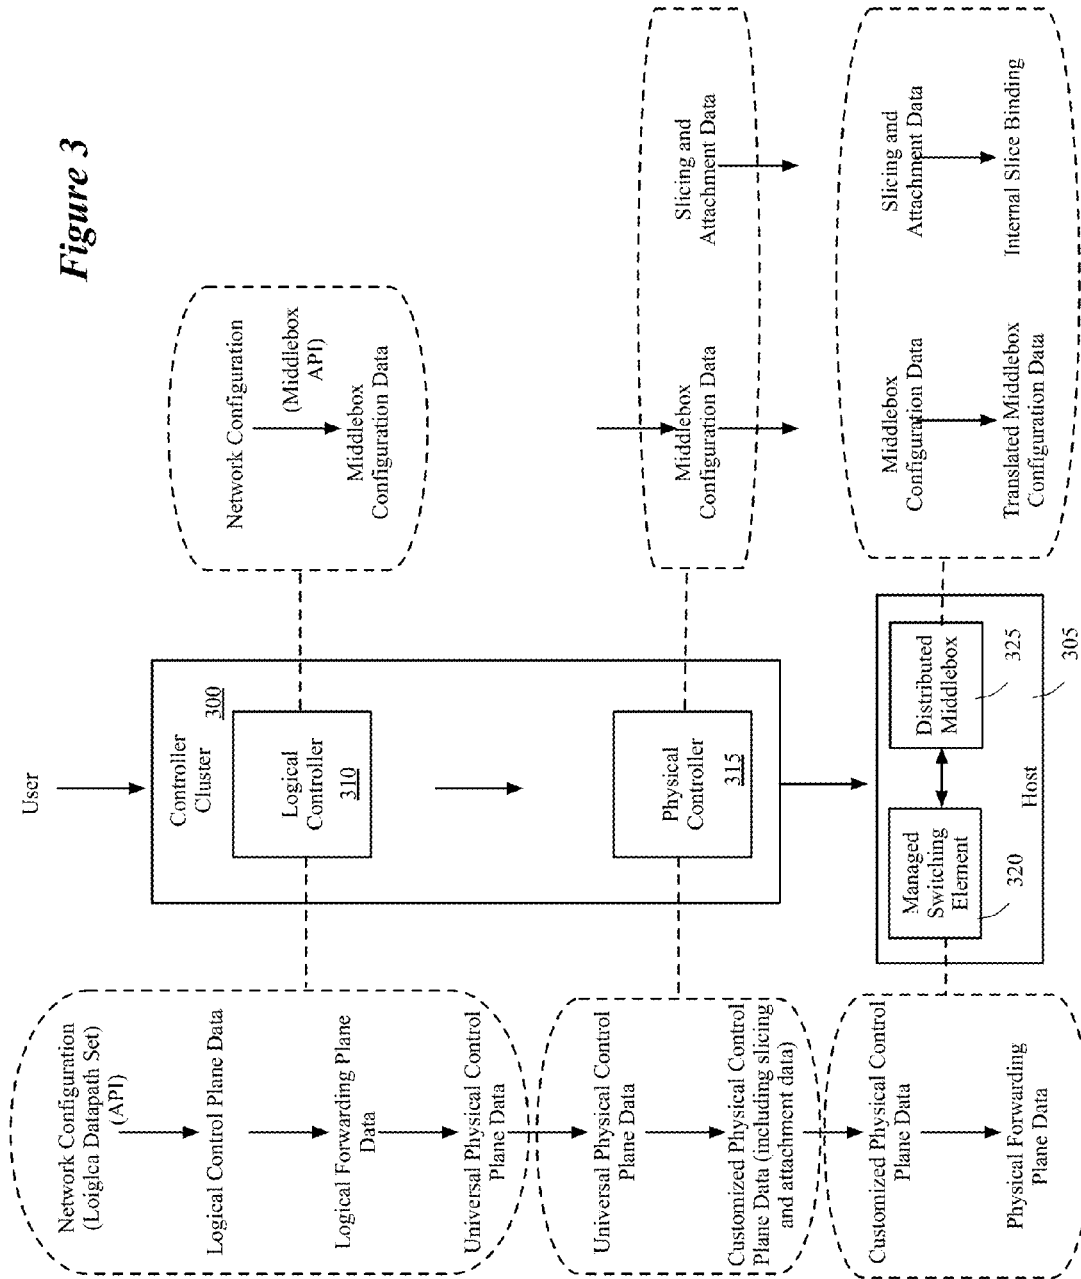 Figure 3
User
Controller
Cluster
300
Logical
Controller
310
Physical
Controller
315
Managed
Switching
Element
320
Distributed
Middlebox
325
Host
305
Network Configuration
(Loiglca Datapath Set)
(API)
Logical Control Plane Data
Logical Forwarding Plane
Data
Universal Physical Control
Plane Data
Universal Physical Control
Plane Data
Customized Physical Control
Plane Data (including slicing
and attachment data)
Customized Physical Control
Plane Data
Physical Forwarding
Plane Data
Network Configuration
(Middlebox
API)
Middlebox
Configuration Data
Middlebox
Configuration Data
Slicing and
Attachment Data
Middlebox
Configuration Data
Translated Middlebox
Configuration Data
Slicing and
Attachment Data
Internal Slice Binding